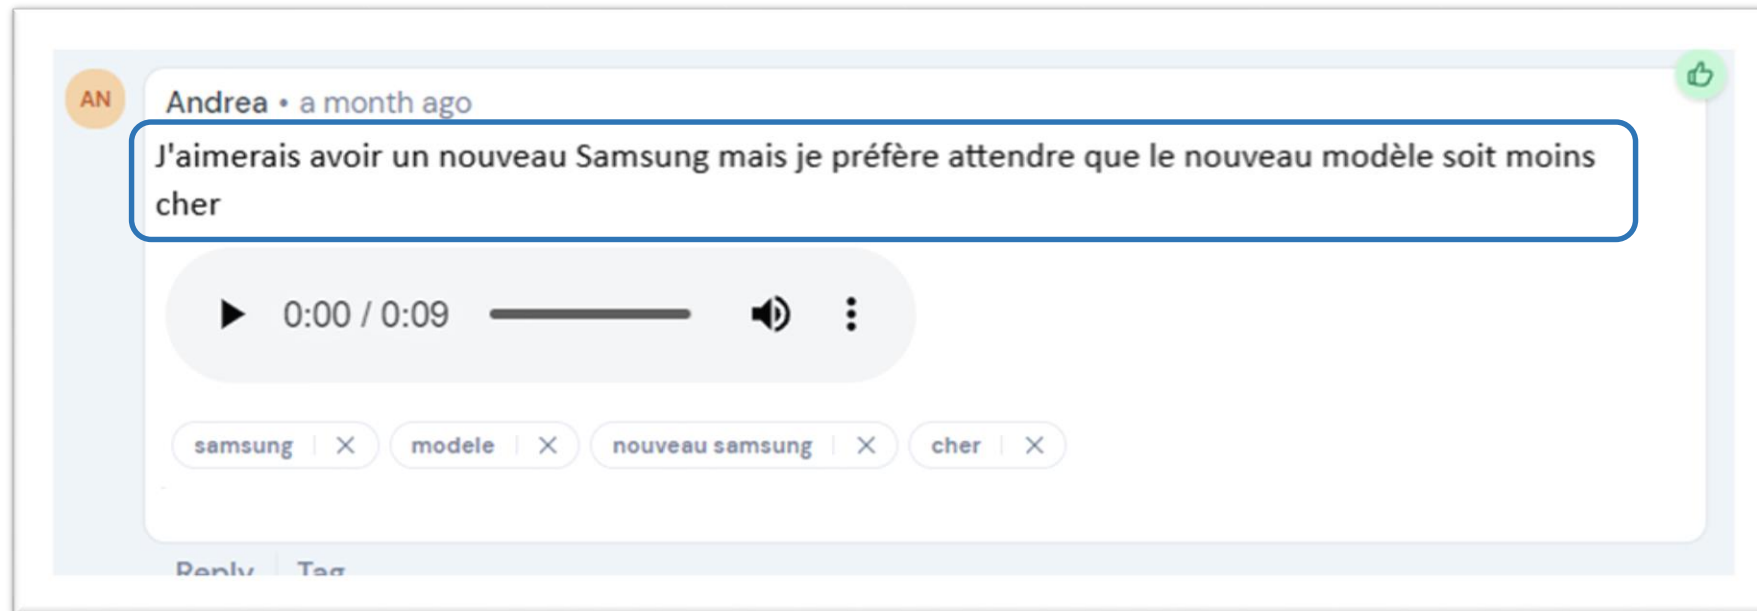 AN
Andrea • a month ago
J'aimerais avoir un nouveau Samsung mais je préfère attendre que le nouveau modèle soit moins
cher
0:00 / 0:09
samsung
modele
nouveau samsung
cher
Reply
Tag